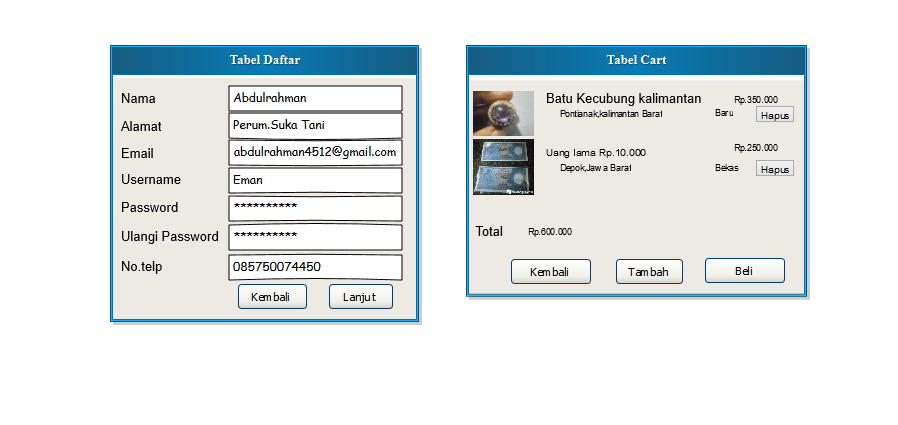 Tabel Daftar
Nama Abdulrahman
Alamat Perum.Suka Tani
Email abdulrahman4512@gmail.com
Username Eman
Password **********
Ulangi Password **********
No.telp 085750074450
Kembali Lanjut
Tabel Cart
Batu Kecubung kalimantan Rp.350.000
Pontianak,kalimantan Barat Baru Hapus
Uang lama Rp.10.000 Rp.250.000
Depok,Jawa Barat Bekas Hapus
Total Rp.600.000
Kembali Tambah Beli